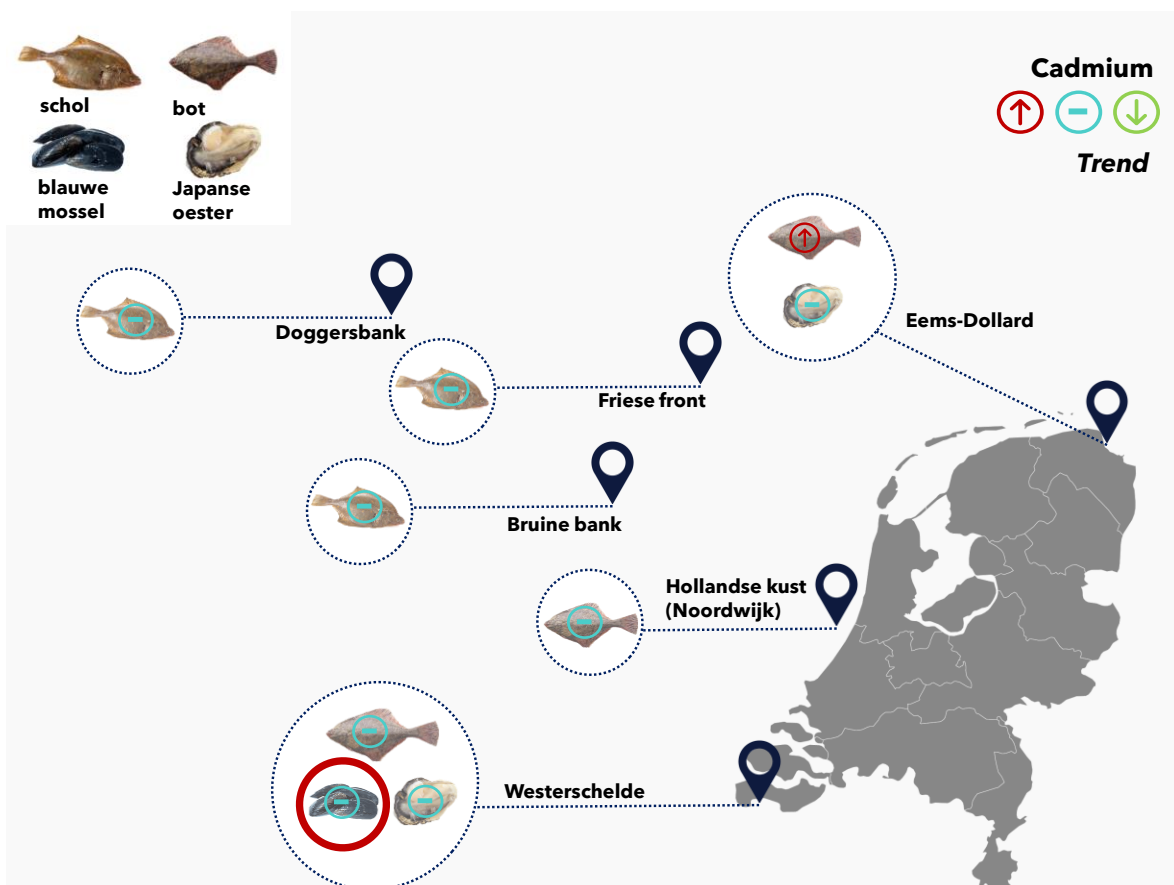 schol
bot
blauwe
mossel
Japanse
oester
Cadmium
Trend
Doggersbank
Friese front
Eems-Dollard
Bruine bank
Hollandse kust
(Noordwijk)
Westerschelde